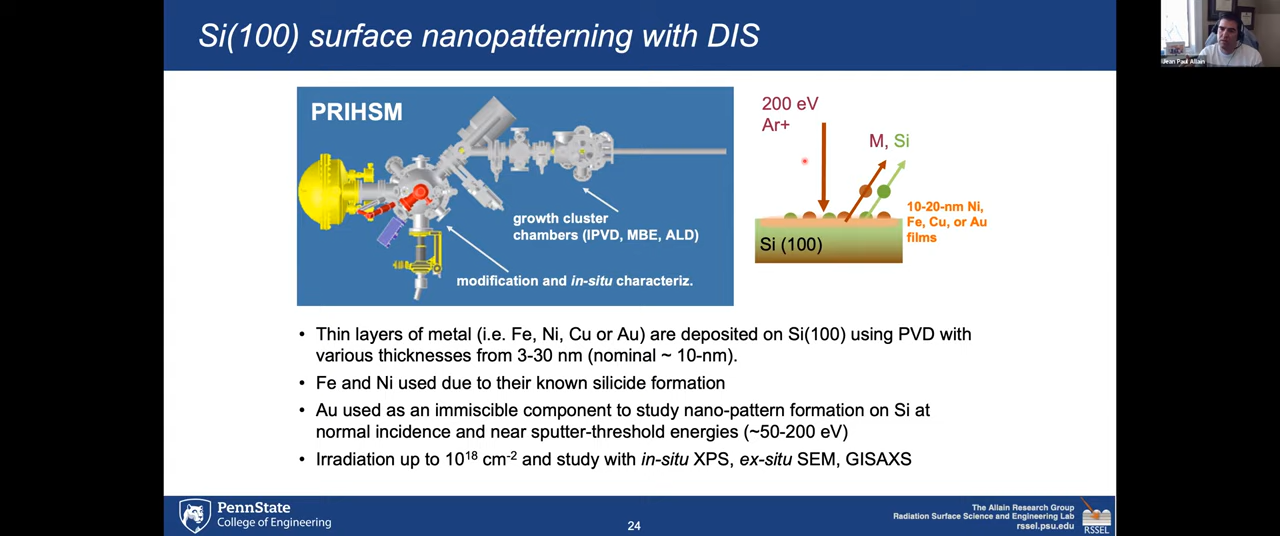 Si(100) surface nanopatterning with DIS
Jean Paul Allain
PRIHSM
growth cluster
chambers (IPVD, MBE, ALD)
modification and in-situ characteriz.
200 eV
Ar+
M, Si
10-20-nm Ni,
Fe, Cu, or Au
films
Si (100)
• Thin layers of metal (i.e. Fe, Ni, Cu or Au) are deposited on Si(100) using PVD with
various thicknesses from 3-30 nm (nominal ~ 10-nm).
• Fe and Ni used due to their known silicide formation
• Au used as an immiscible component to study nano-pattern formation on Si at
normal incidence and near sputter-threshold energies (~50-200 eV)
• Irradiation up to 10¹⁸ cm⁻² and study with in-situ XPS, ex-situ SEM, GISAXS
PennState
College of Engineering
24
The Allain Research Group
Radiation Surface Science and Engineering Lab
rssel.psu.edu
RSSEL